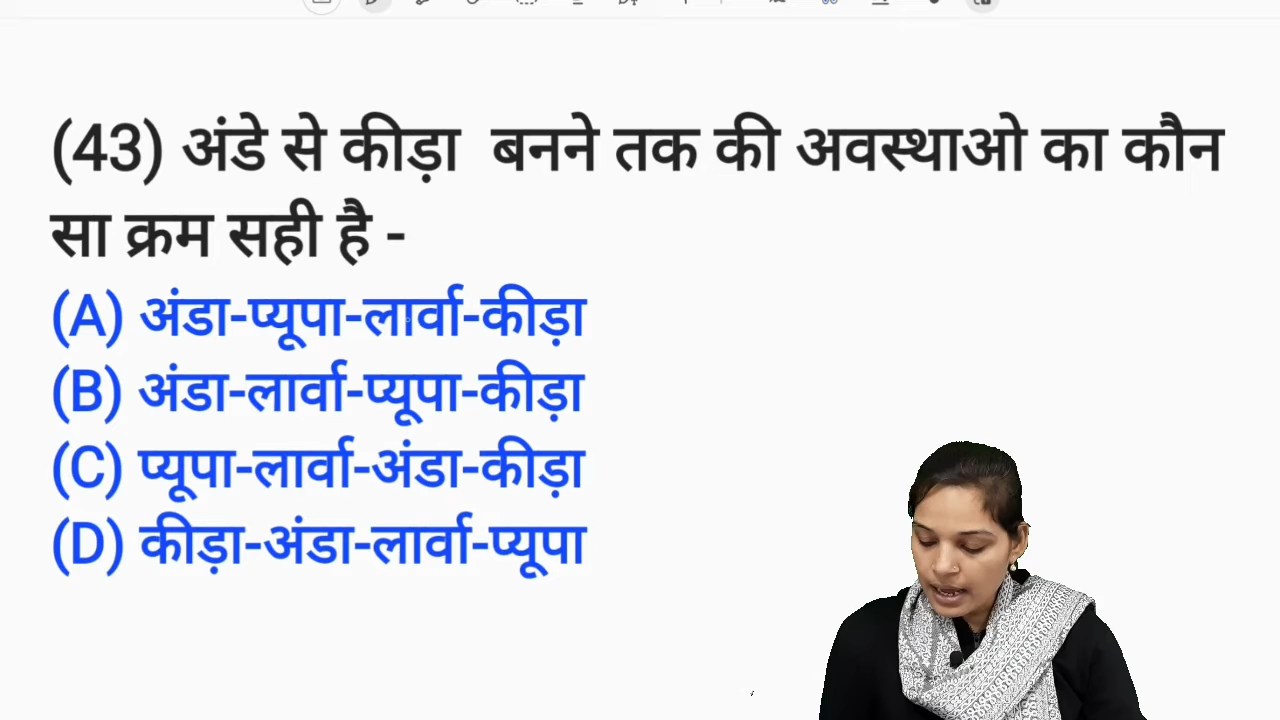 (43) अंडे से कीड़ा बनने तक की अवस्थाओ का कौन
सा क्रम सही है -
(A) अंडा-प्यूपा-लार्वा-कीड़ा
(B) अंडा-लार्वा-प्यूपा-कीड़ा
(C) प्यूपा-लार्वा-अंडा-कीड़ा
(D) कीड़ा-अंडा-लार्वा-प्यूपा